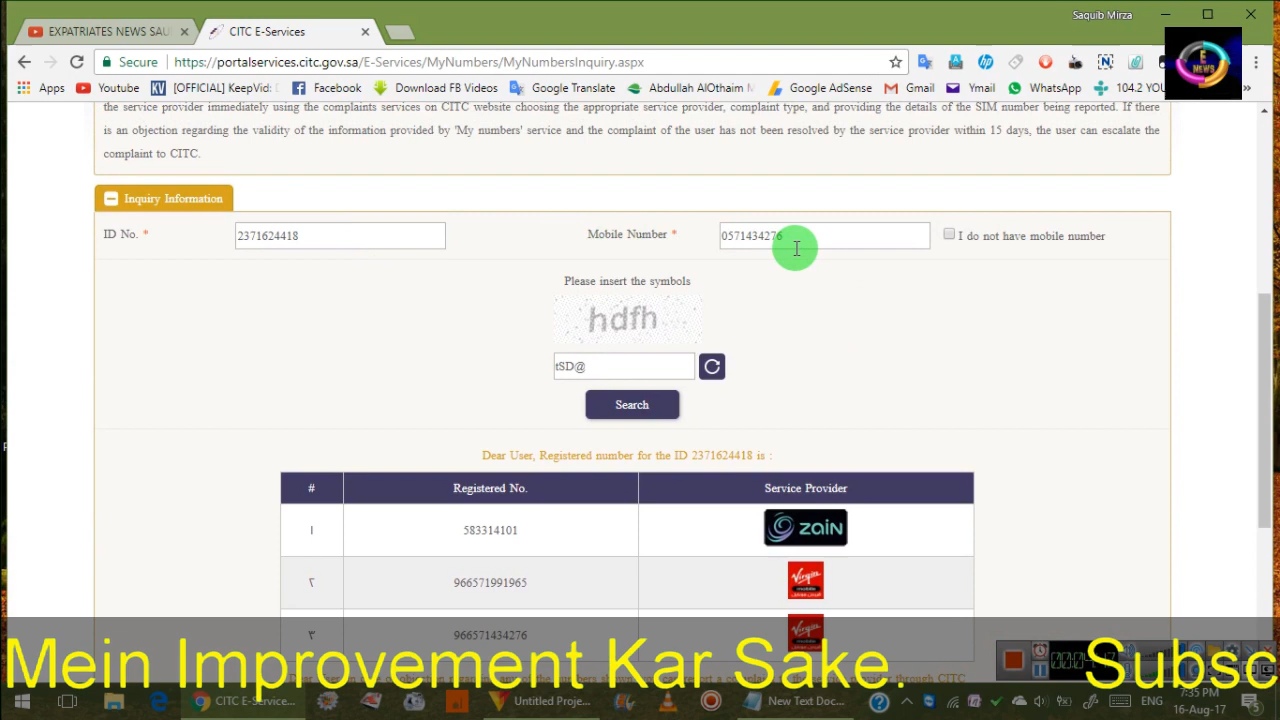 Saquib Mirza
EXPATRIATES NEWS SAU
CITC E-Services
Secure
https://portalservices.citc.gov.sa/E-Services/MyNumbers/MyNumbersInquiry.aspx
E
NEWS
Apps
Youtube
[OFFICIAL] KeepVid:
Facebook
Download FB Videos
Google Translate
Abdullah AlOthaim M
Google AdSense
Gmail
Ymail
WhatsApp
104.2 YOU
the service provider immediately using the complaints services on CITC website choosing the appropriate service provider, complaint type, and providing the details of the SIM number being reported. If there
is an objection regarding the validity of the information provided by 'My numbers' service and the complaint of the user has not been resolved by the service provider within 15 days, the user can escalate the
complaint to CITC.
Inquiry Information
ID No. *
2371624418
Mobile Number *
0571434276
I do not have mobile number
Please insert the symbols
hdfh
tSD@
Search
Dear User, Registered number for the ID 2371624418 is :
# Registered No. Service Provider
١ 583314101 zain
٢ 966571991965 Virgin mobile
٣ 966571434276 Virgin
Mein Improvement Kar Sake. Subsc
CITC E-Service...
Untitled Proje...
New Text Doc...
ENG
7:35 PM
16-Aug-17